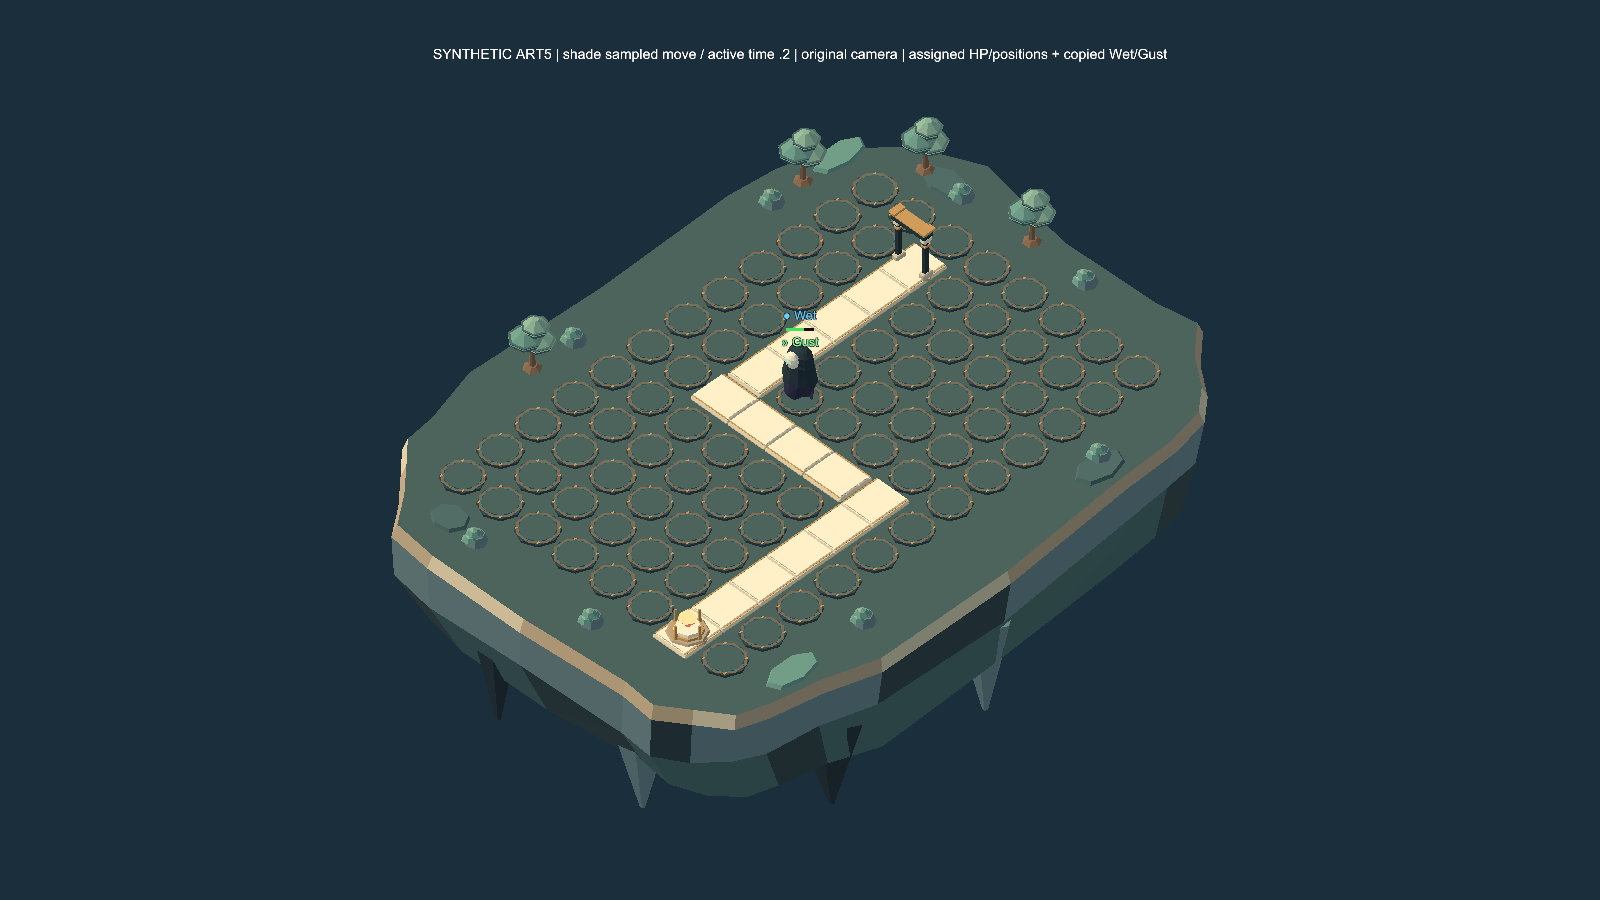 SYNTHETIC ART5 | shade sampled move / active time .2 | original camera | assigned HP/positions + copied Wet/Gust
• Wet
» Gust